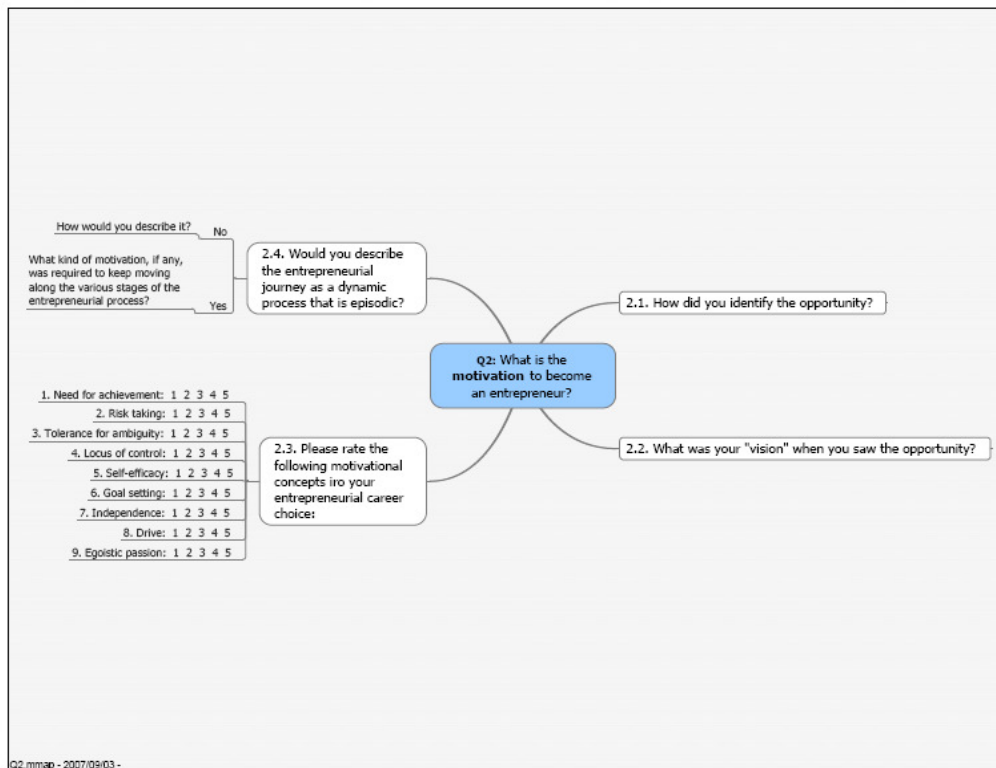 Q2: What is the
motivation to become
an entrepreneur?
2.1. How did you identify the opportunity?
2.2. What was your "vision" when you saw the opportunity?
2.3. Please rate the
following motivational
concepts iro your
entrepreneurial career
choice:
1. Need for achievement: 1 2 3 4 5
2. Risk taking: 1 2 3 4 5
3. Tolerance for ambiguity: 1 2 3 4 5
4. Locus of control: 1 2 3 4 5
5. Self-efficacy: 1 2 3 4 5
6. Goal setting: 1 2 3 4 5
7. Independence: 1 2 3 4 5
8. Drive: 1 2 3 4 5
9. Egoistic passion: 1 2 3 4 5
2.4. Would you describe
the entrepreneurial
journey as a dynamic
process that is episodic?
No
How would you describe it?
Yes
What kind of motivation, if any,
was required to keep moving
along the various stages of the
entrepreneurial process?
Q2.mmap - 2007/09/03 -